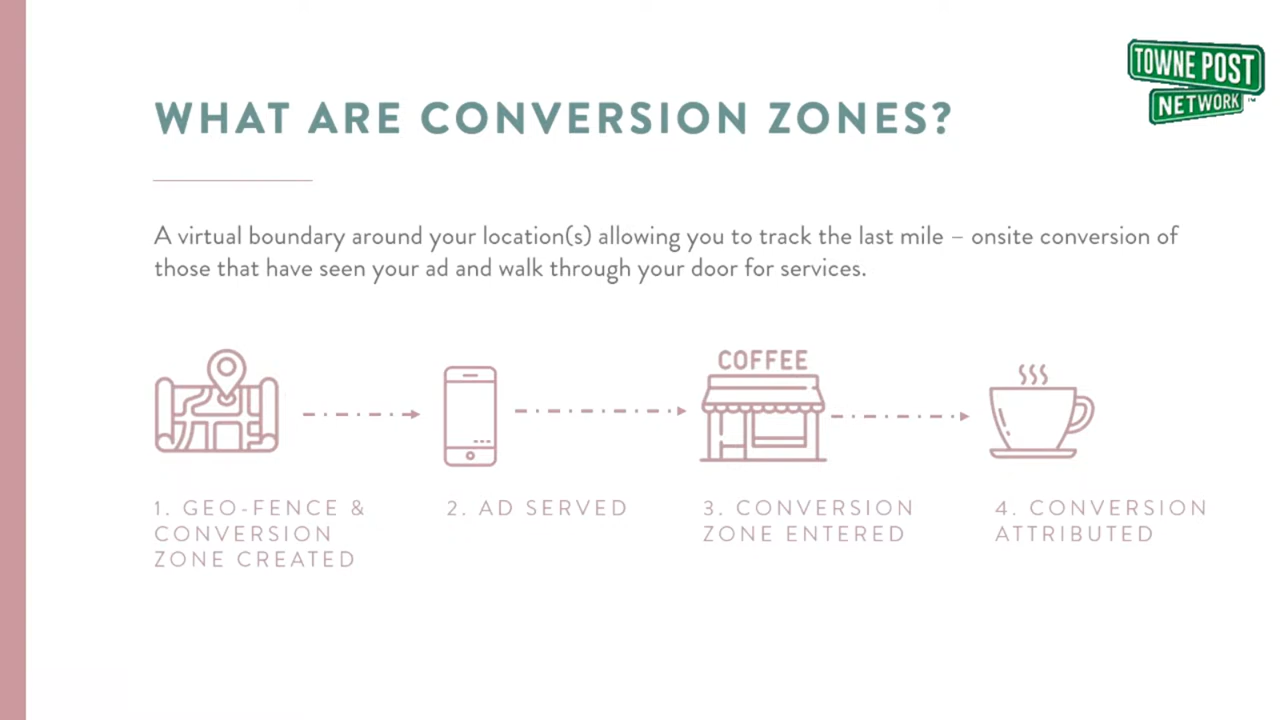 TOWNE POST
NETWORK™
WHAT ARE CONVERSION ZONES?
A virtual boundary around your location(s) allowing you to track the last mile – onsite conversion of
those that have seen your ad and walk through your door for services.
COFFEE
1. GEO-FENCE &
CONVERSION
ZONE CREATED
2. AD SERVED
3. CONVERSION
ZONE ENTERED
4. CONVERSION
ATTRIBUTED